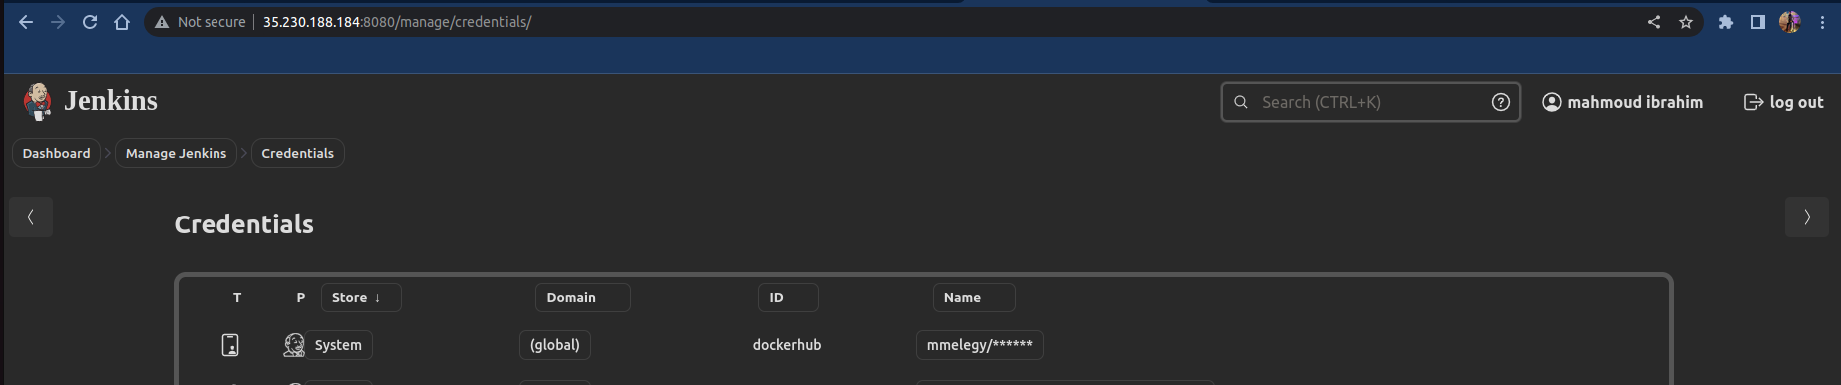 Not secure | 35.230.188.184:8080/manage/credentials/
Jenkins
Search (CTRL+K)
mahmoud ibrahim
log out
Dashboard > Manage Jenkins > Credentials
Credentials
T P Store ↓ Domain ID Name
System (global) dockerhub mmelegy/******